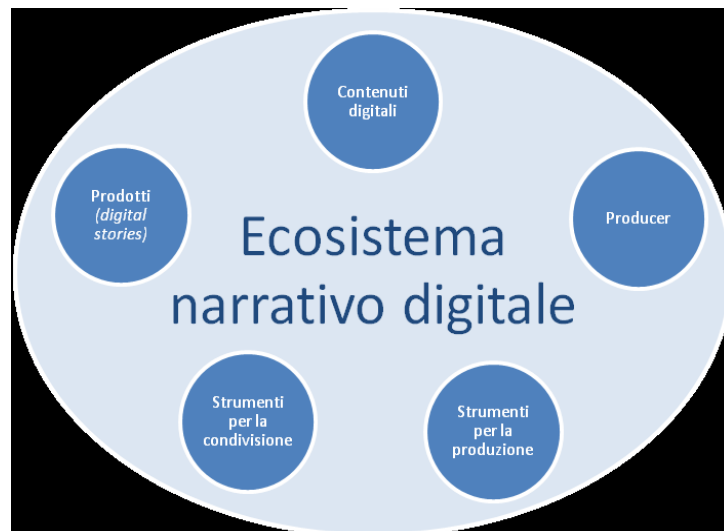 Contenuti
digitali
Prodotti
(digital
stories)
Producer
Ecosistema
narrativo digitale
Strumenti
per la
condivisione
Strumenti
per la
produzione